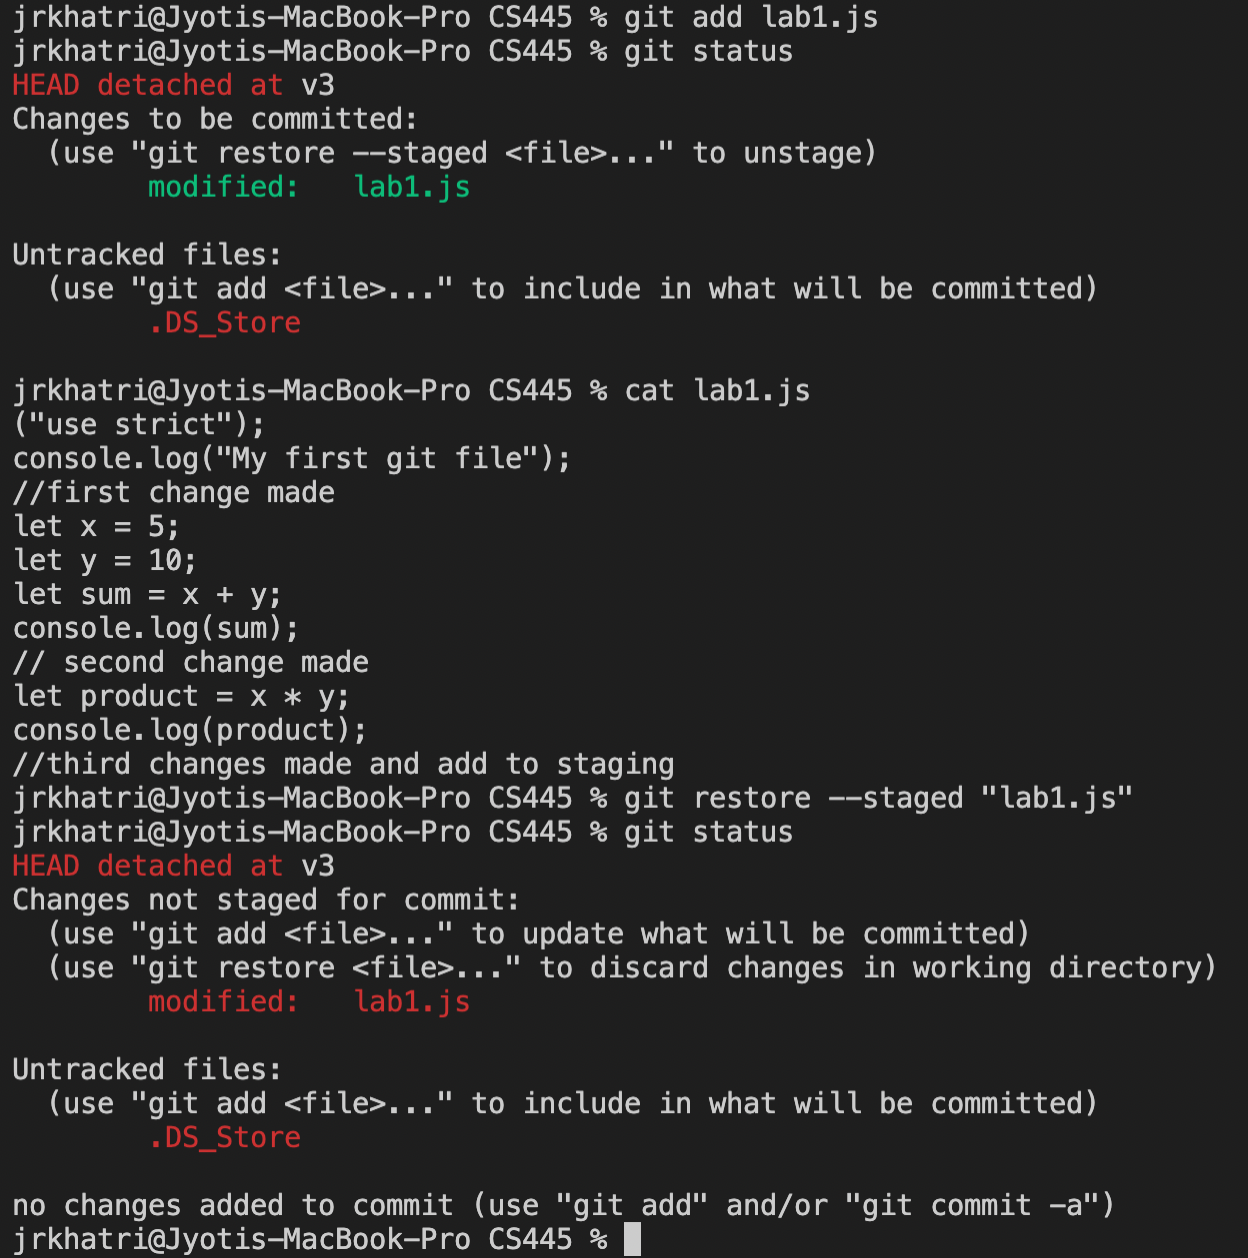 jrkhatri@Jyotis-MacBook-Pro CS445 % git add lab1.js
jrkhatri@Jyotis-MacBook-Pro CS445 % git status
HEAD detached at v3
Changes to be committed:
  (use "git restore --staged <file>..." to unstage)
        modified:   lab1.js

Untracked files:
  (use "git add <file>..." to include in what will be committed)
        .DS_Store

jrkhatri@Jyotis-MacBook-Pro CS445 % cat lab1.js
("use strict");
console.log("My first git file");
//first change made
let x = 5;
let y = 10;
let sum = x + y;
console.log(sum);
// second change made
let product = x * y;
console.log(product);
//third changes made and add to staging
jrkhatri@Jyotis-MacBook-Pro CS445 % git restore --staged "lab1.js"
jrkhatri@Jyotis-MacBook-Pro CS445 % git status
HEAD detached at v3
Changes not staged for commit:
  (use "git add <file>..." to update what will be committed)
  (use "git restore <file>..." to discard changes in working directory)
        modified:   lab1.js

Untracked files:
  (use "git add <file>..." to include in what will be committed)
        .DS_Store

no changes added to commit (use "git add" and/or "git commit -a")
jrkhatri@Jyotis-MacBook-Pro CS445 %